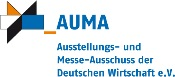 AUMA
Ausstellungs- und
Messe-Ausschuss der
Deutschen Wirtschaft e.V.